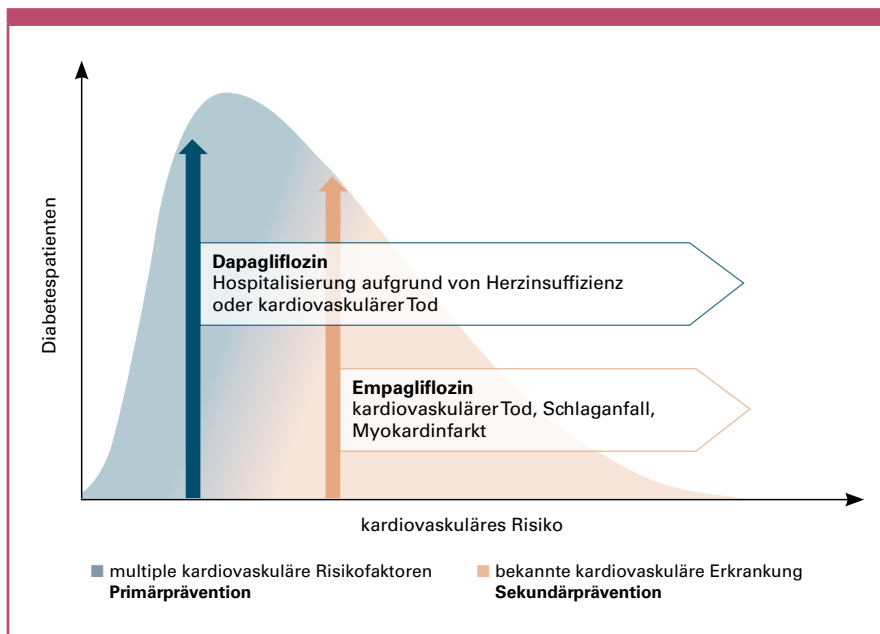 Diabetespatienten
Dapagliflozin
Hospitalisierung aufgrund von Herzinsuffizienz
oder kardiovaskulärer Tod
Empagliflozin
kardiovaskulärer Tod, Schlaganfall,
Myokardinfarkt
kardiovaskuläres Risiko
multiple kardiovaskuläre Risikofaktoren
Primärprävention
bekannte kardiovaskuläre Erkrankung
Sekundärprävention